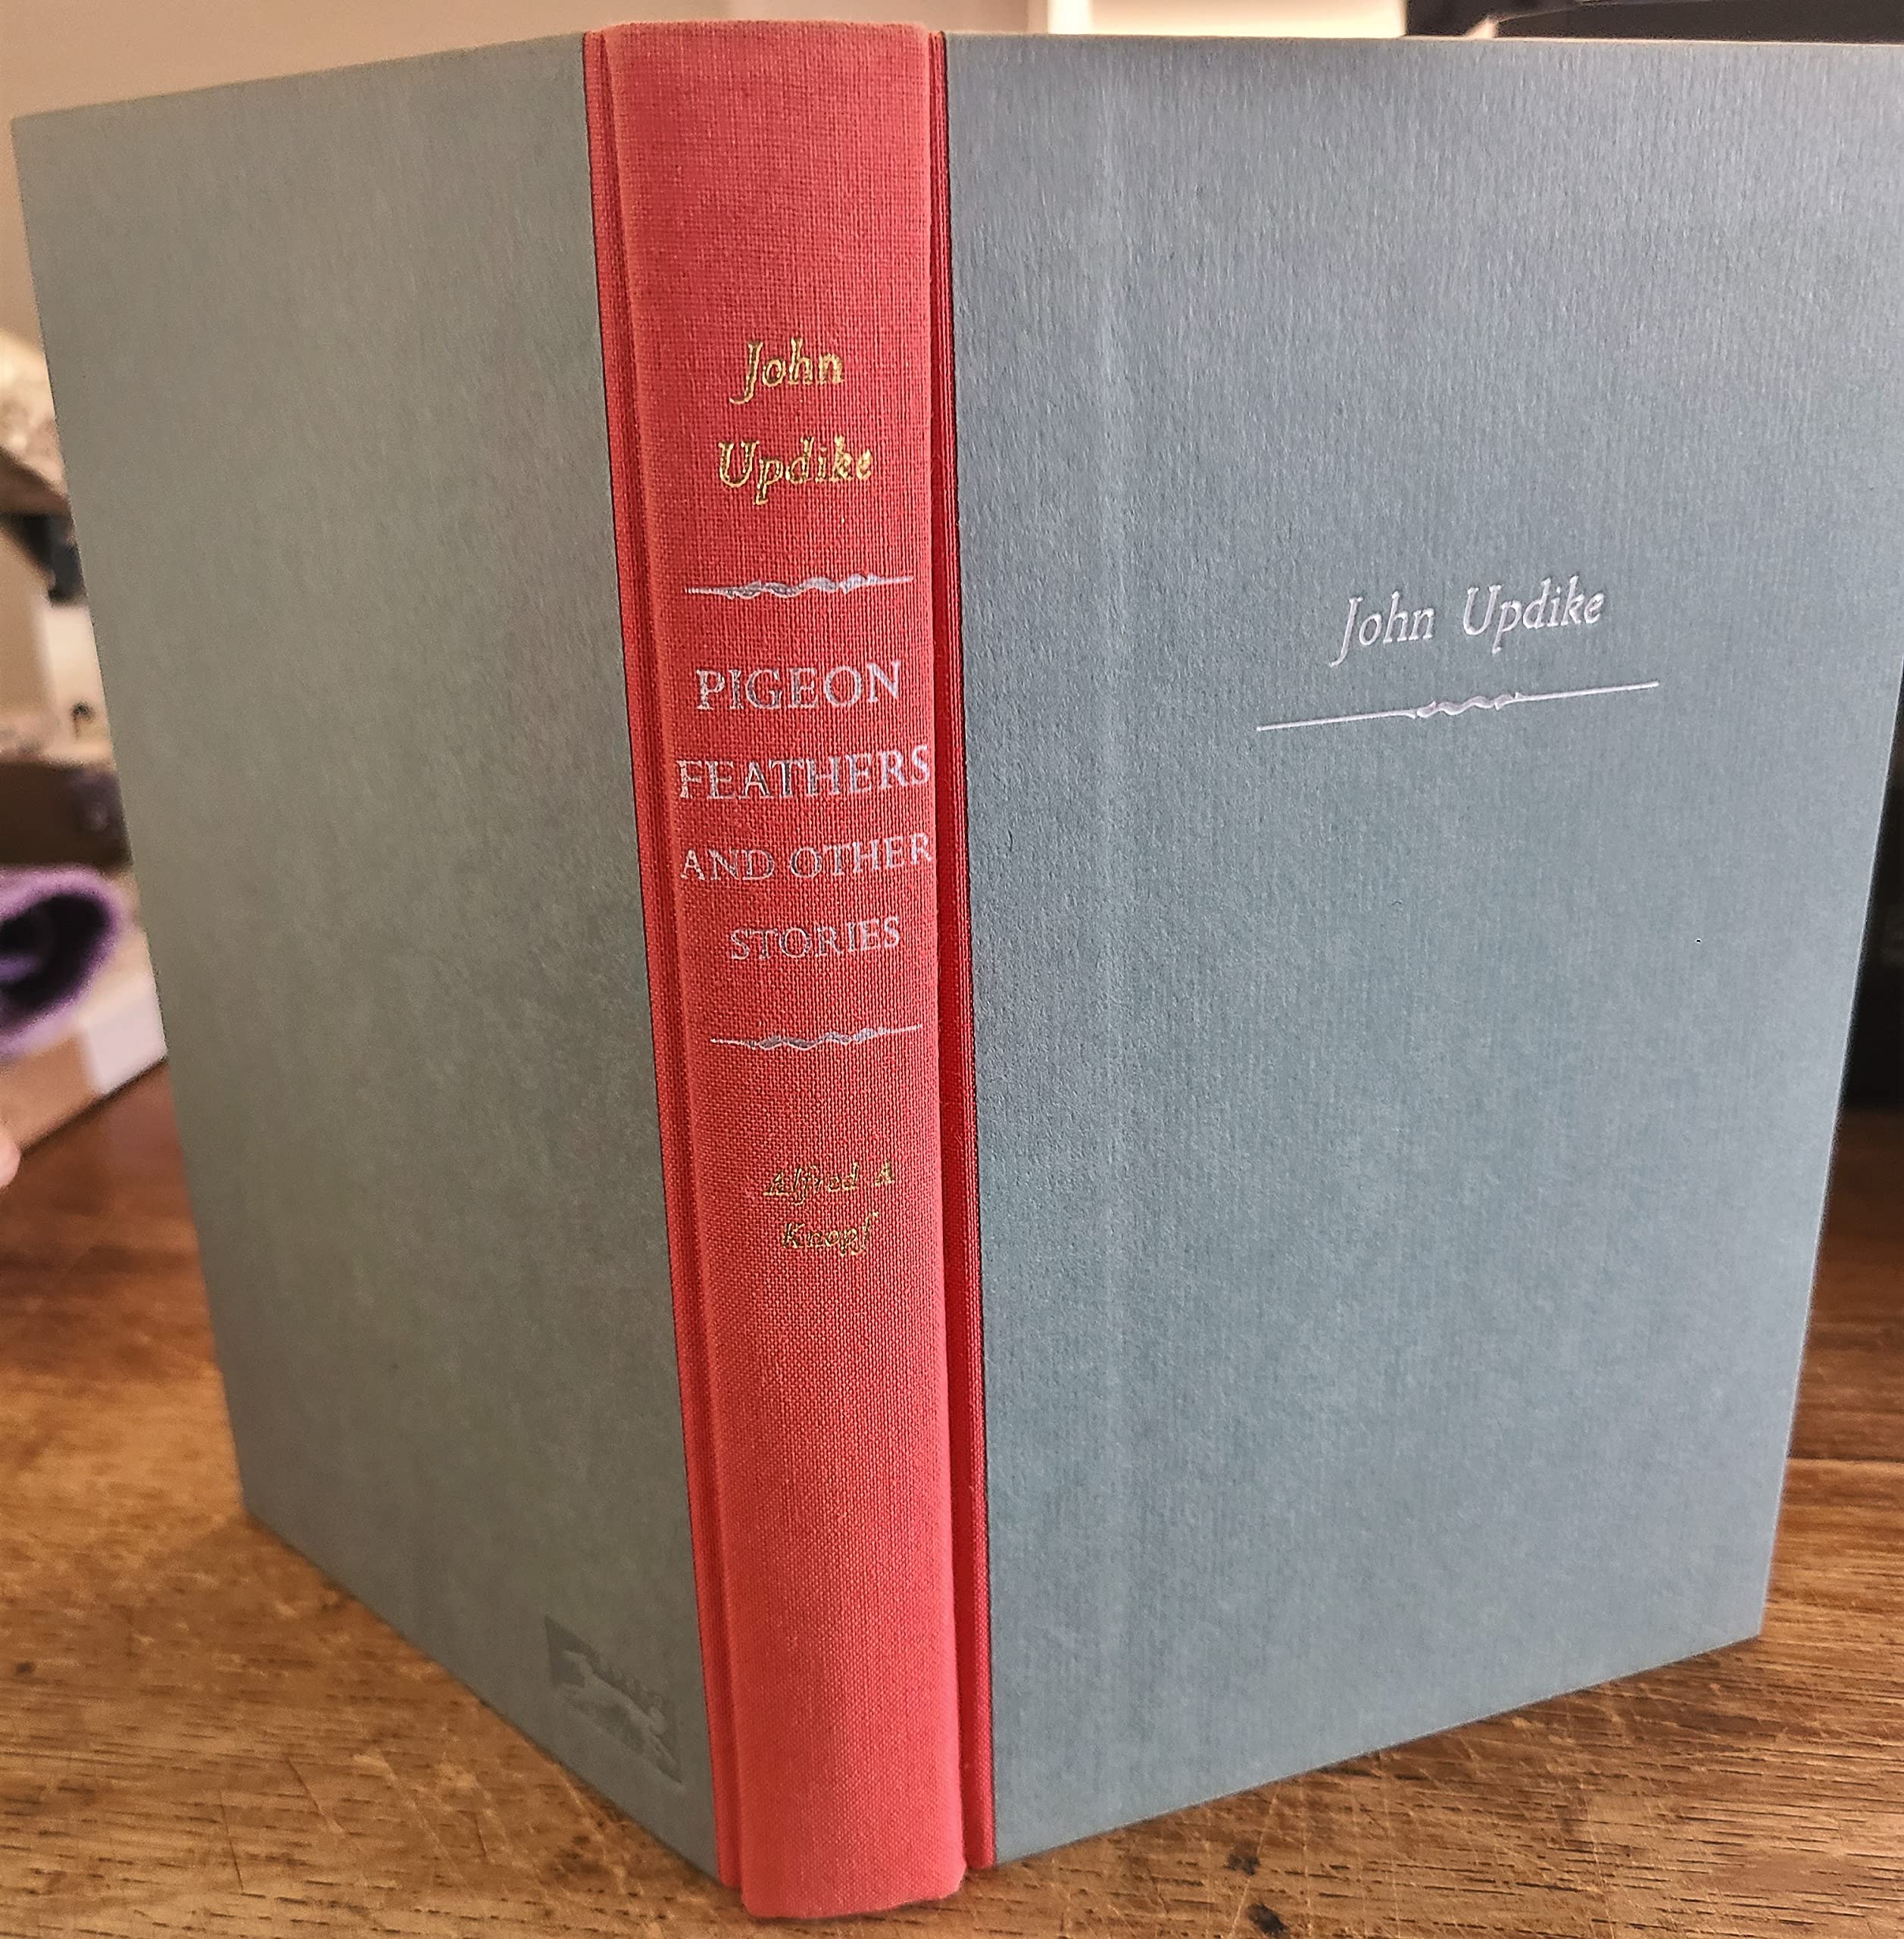 John
Updike
PIGEON
FEATHERS
AND OTHER
STORIES
Alfred A
Knopf
John Updike